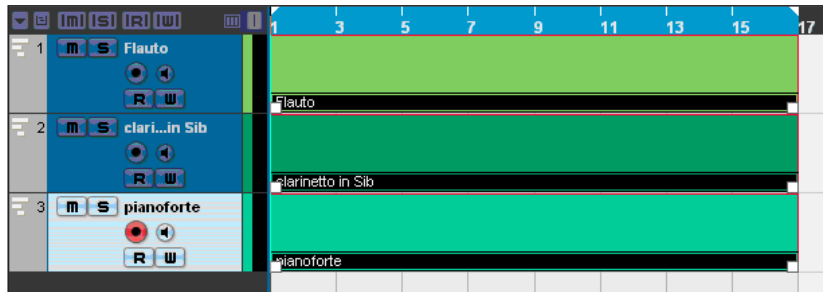 [m] [S] [R] [W]
1 3 5 7 9 11 13 15 17
1 m S Flauto
R W
Flauto
2 m S clari...in Sib
R W
clarinetto in Sib
3 m S pianoforte
R W
pianoforte